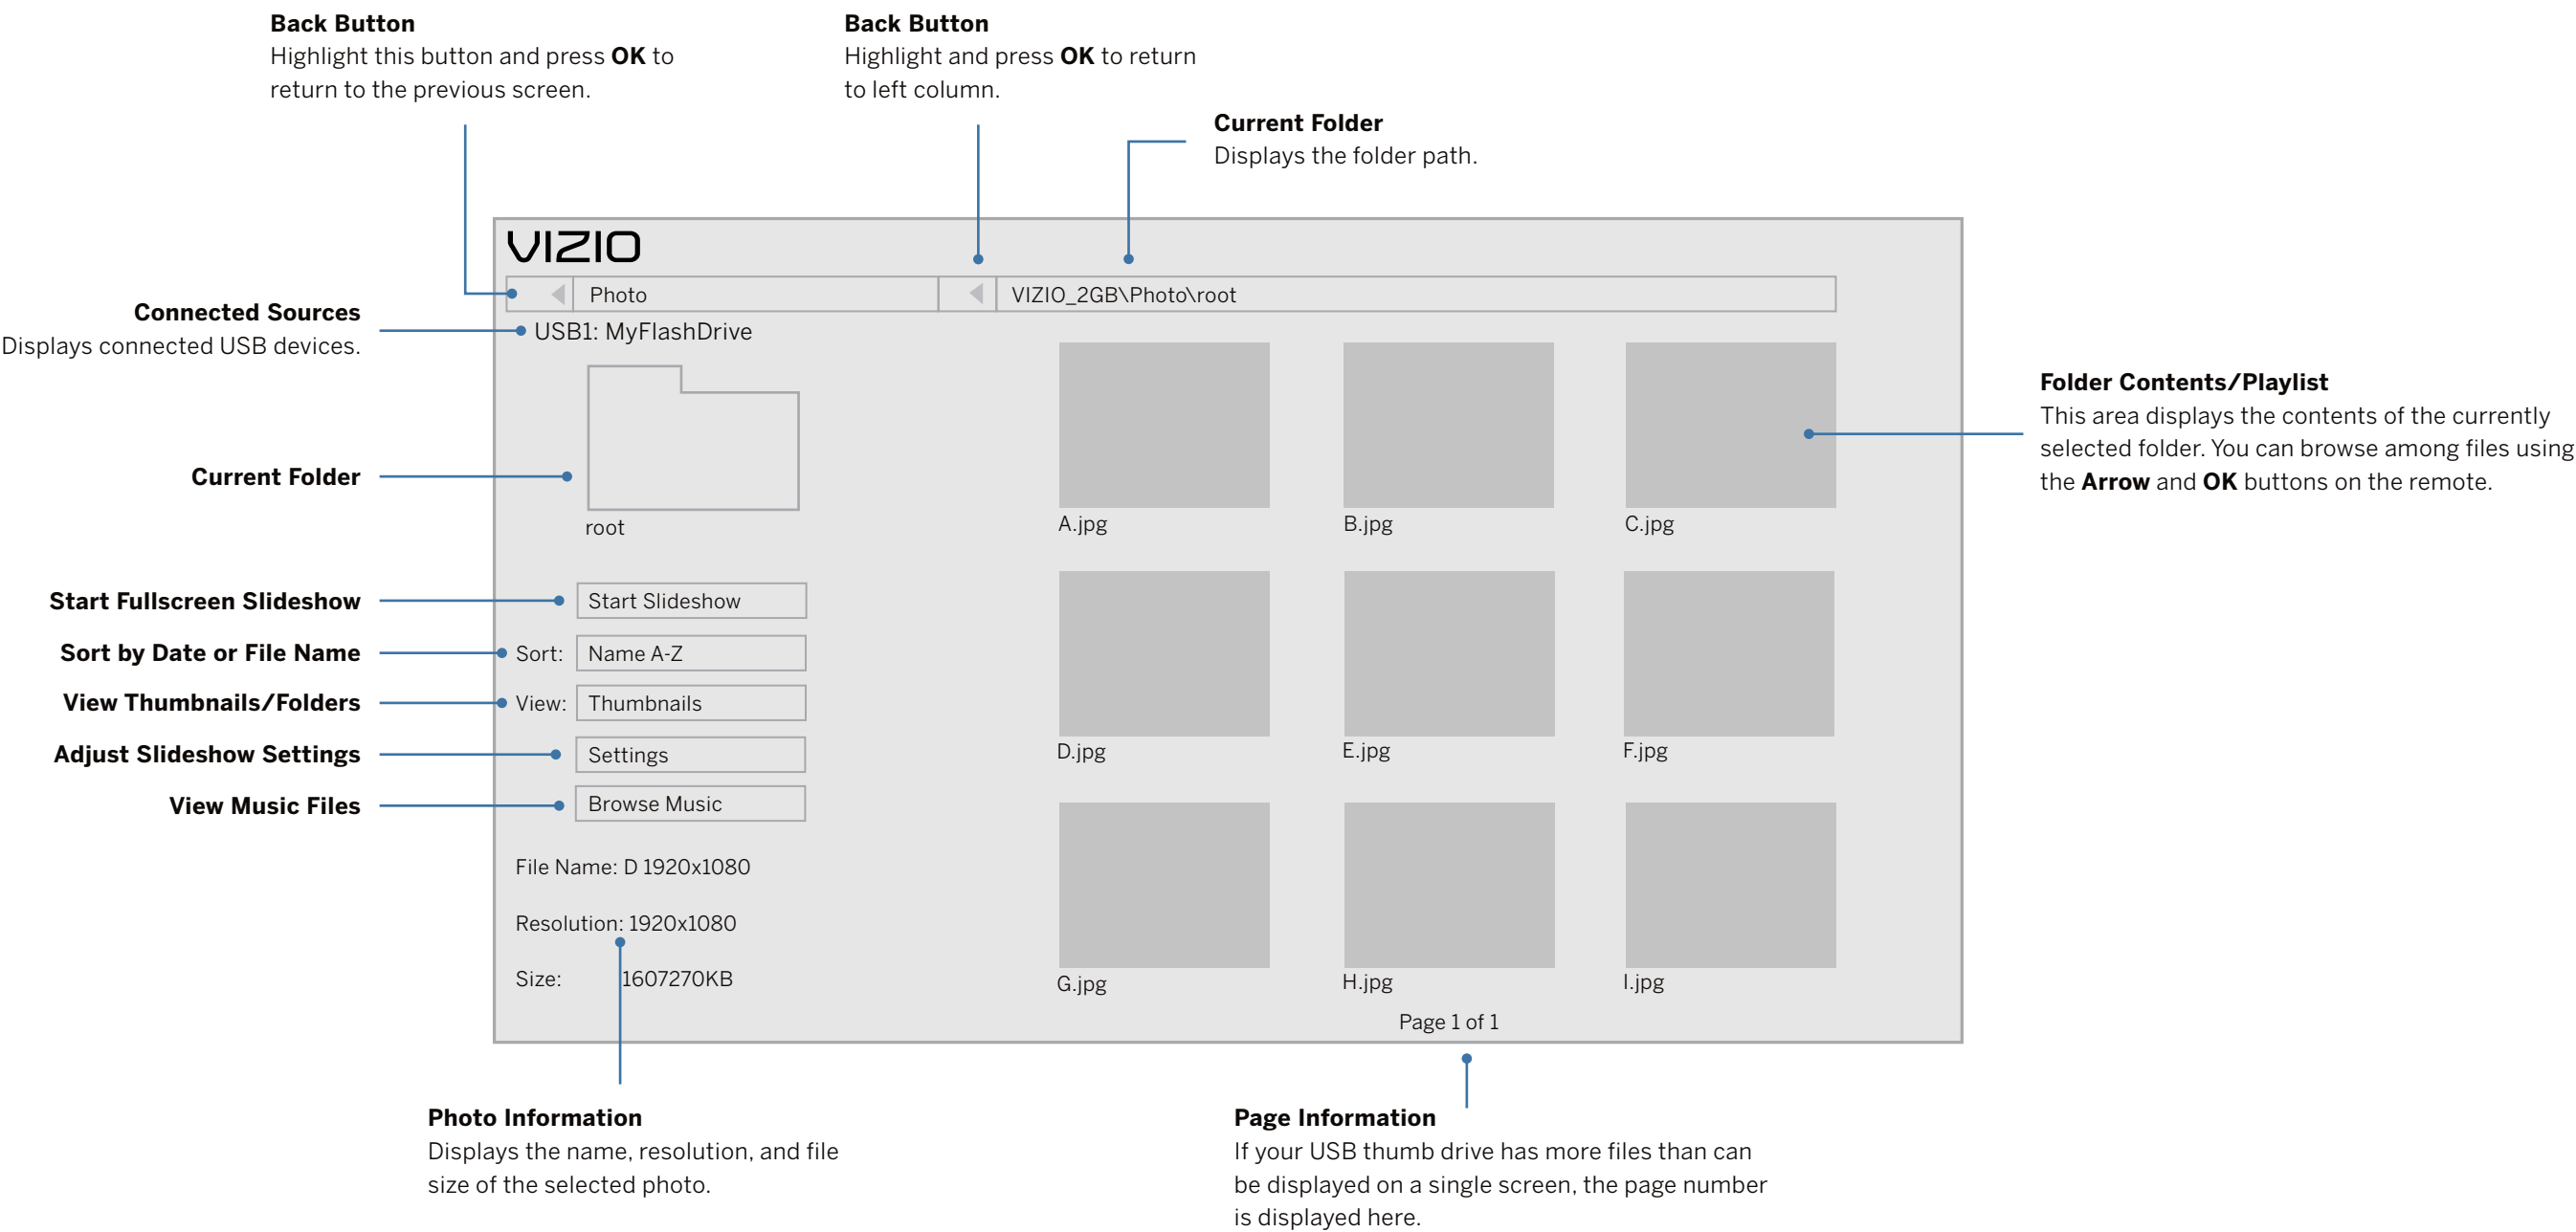 Back Button
Highlight this button and press OK to
return to the previous screen.
Back Button
Highlight and press OK to return
to left column.
Current Folder
Displays the folder path.
VIZIO
Photo
VIZIO_2GB\Photo\root
Connected Sources
Displays connected USB devices.
USB1: MyFlashDrive
Current Folder
root
A.jpg
B.jpg
C.jpg
Folder Contents/Playlist
This area displays the contents of the currently
selected folder. You can browse among files using
the Arrow and OK buttons on the remote.
Start Fullscreen Slideshow
Start Slideshow
Sort by Date or File Name
Sort: Name A-Z
View Thumbnails/Folders
View: Thumbnails
Adjust Slideshow Settings
Settings
View Music Files
Browse Music
D.jpg
E.jpg
F.jpg
File Name: D 1920x1080
Resolution: 1920x1080
Size: 1607270KB
G.jpg
H.jpg
I.jpg
Page 1 of 1
Photo Information
Displays the name, resolution, and file
size of the selected photo.
Page Information
If your USB thumb drive has more files than can
be displayed on a single screen, the page number
is displayed here.